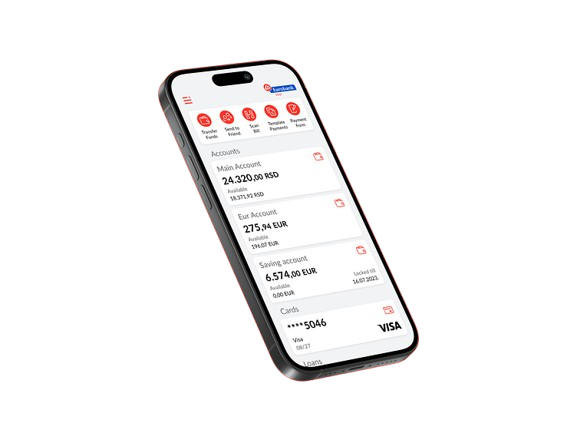 Eurobank
Transfer
Funds
Send to
Friend
Scan
Bill
Template
Payments
Payment
Form
Accounts
Main Account
24.320,00 RSD
Available
18.371,92 RSD
Eur Account
275,94 EUR
Available
194,07 EUR
Saving account
6.574,00 EUR
Available
0,00 EUR
Locked till
16.07.2023.
Cards
****5046
Visa
08/27
VISA
Loans